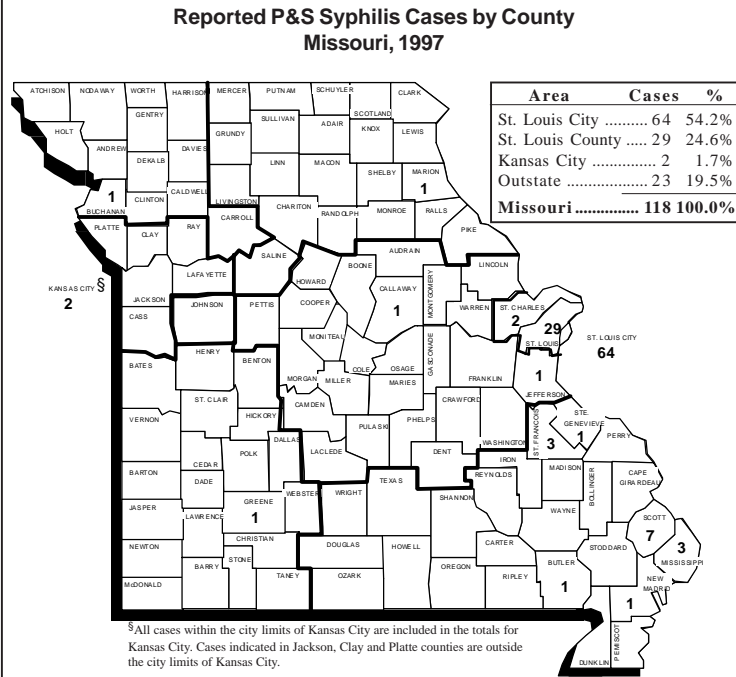 Reported P&S Syphilis Cases by County
Missouri, 1997
Area Cases %
St. Louis City .......... 64 54.2%
St. Louis County ..... 29 24.6%
Kansas City ............... 2 1.7%
Outstate .................... 23 19.5%
Missouri ............... 118 100.0%
ATCHISON NODAWAY WORTH HARRISON MERCER PUTNAM SCHUYLER CLARK
SCOTLAND
HOLT GENTRY SULLIVAN ADAIR KNOX LEWIS
GRUNDY
ANDREW DEKALB DAVIES LINN MACON SHELBY MARION
1 1
BUCHANAN CLINTON CALDWELL LIVINGSTON CHARITON RANDOLPH MONROE RALLS
PLATTE CLAY RAY CARROLL PIKE
SALINE AUDRAIN
KANSAS CITY §
2
LAFAYETTE HOWARD BOONE CALLAWAY MONTGOMERY LINCOLN
1
JACKSON JOHNSON PETTIS COOPER WARREN ST. CHARLES
2
CASS MONITEAU 29
ST. LOUIS
ST. LOUIS CITY
64
BATES HENRY BENTON MORGAN MILLER COLE OSAGE GASCONADE FRANKLIN 1
JEFFERSON
MARIES
ST. CLAIR CAMDEN CRAWFORD
VERNON HICKORY PULASKI PHELPS WASHINGTON ST. FRANCOIS STE.
GENEVIEVE
3 1
PERRY
CEDAR POLK DALLAS LACLEDE DENT IRON
BARTON DADE TEXAS REYNOLDS MADISON BOLLINGER CAPE
GIRARDEAU
JASPER LAWRENCE GREENE WEBSTER WRIGHT SHANNON WAYNE SCOTT
1 7
CHRISTIAN
NEWTON BARRY STONE TANEY DOUGLAS HOWELL OREGON CARTER BUTLER STODDARD 3
MISSISSIPPI
McDONALD OZARK RIPLEY 1 NEW
MADRID
1
DUNKLIN PEMISCOT
§All cases within the city limits of Kansas City are included in the totals for
Kansas City. Cases indicated in Jackson, Clay and Platte counties are outside
the city limits of Kansas City.